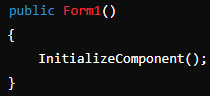 public Form1()
{
    InitializeComponent();
}